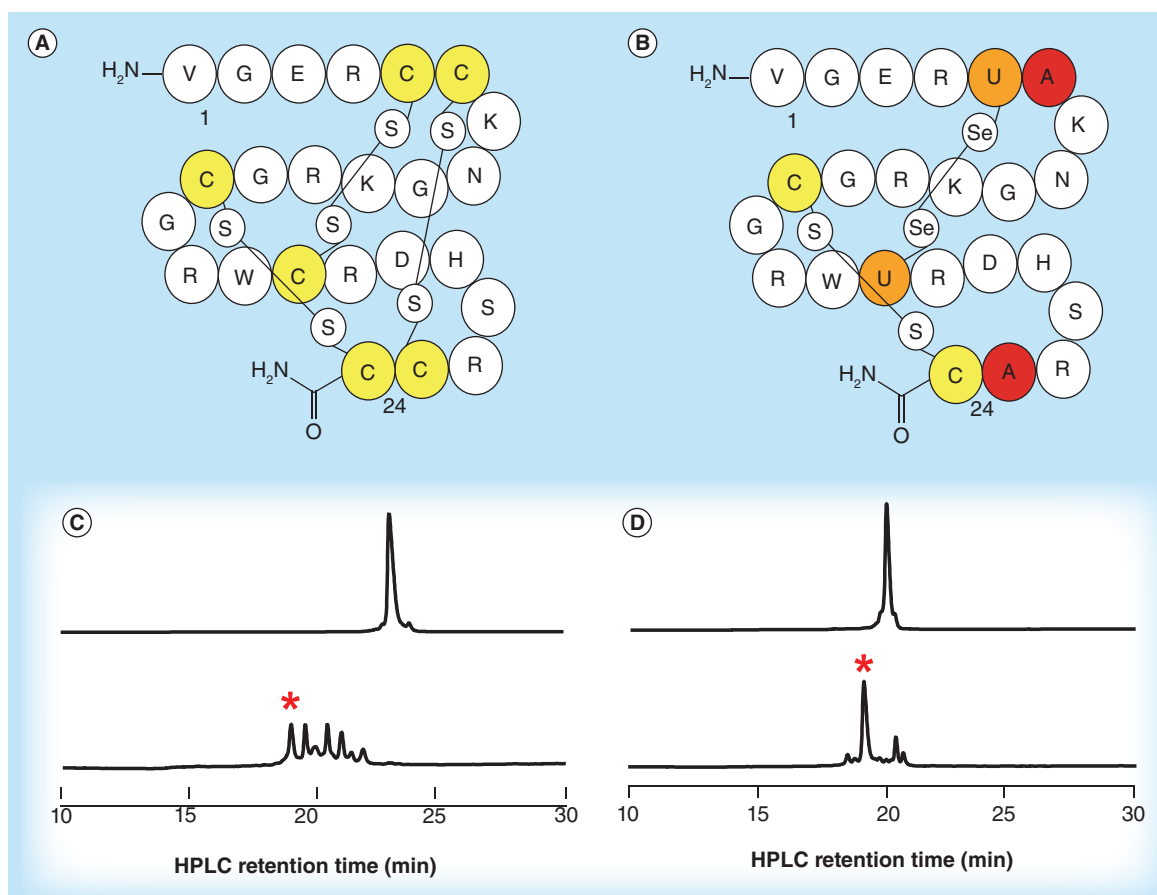 A
H2N V G E R C C
1
S S K
C G R K G N
G S S
R W C R D H
S S S
H2N C C R
24
O
B
H2N V G E R U A
1
Se K
C G R K G N
G S Se
R W U R D H
S S
H2N C A R
24
O
C
*
10 15 20 25 30
HPLC retention time (min)
D
*
10 15 20 25 30
HPLC retention time (min)